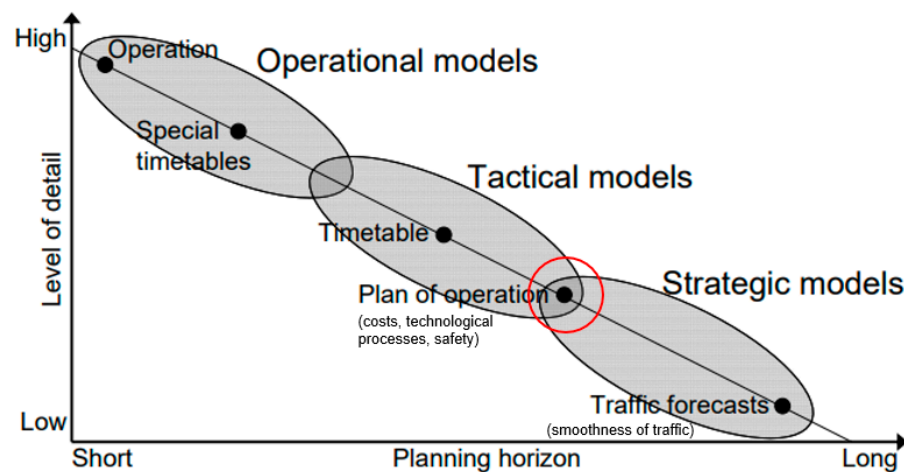 High
Operation
Operational models
Special
timetables
Tactical models
Level of detail
Timetable
Plan of operation
(costs, technological
processes, safety)
Strategic models
Traffic forecasts
(smoothness of traffic)
Low
Short
Planning horizon
Long